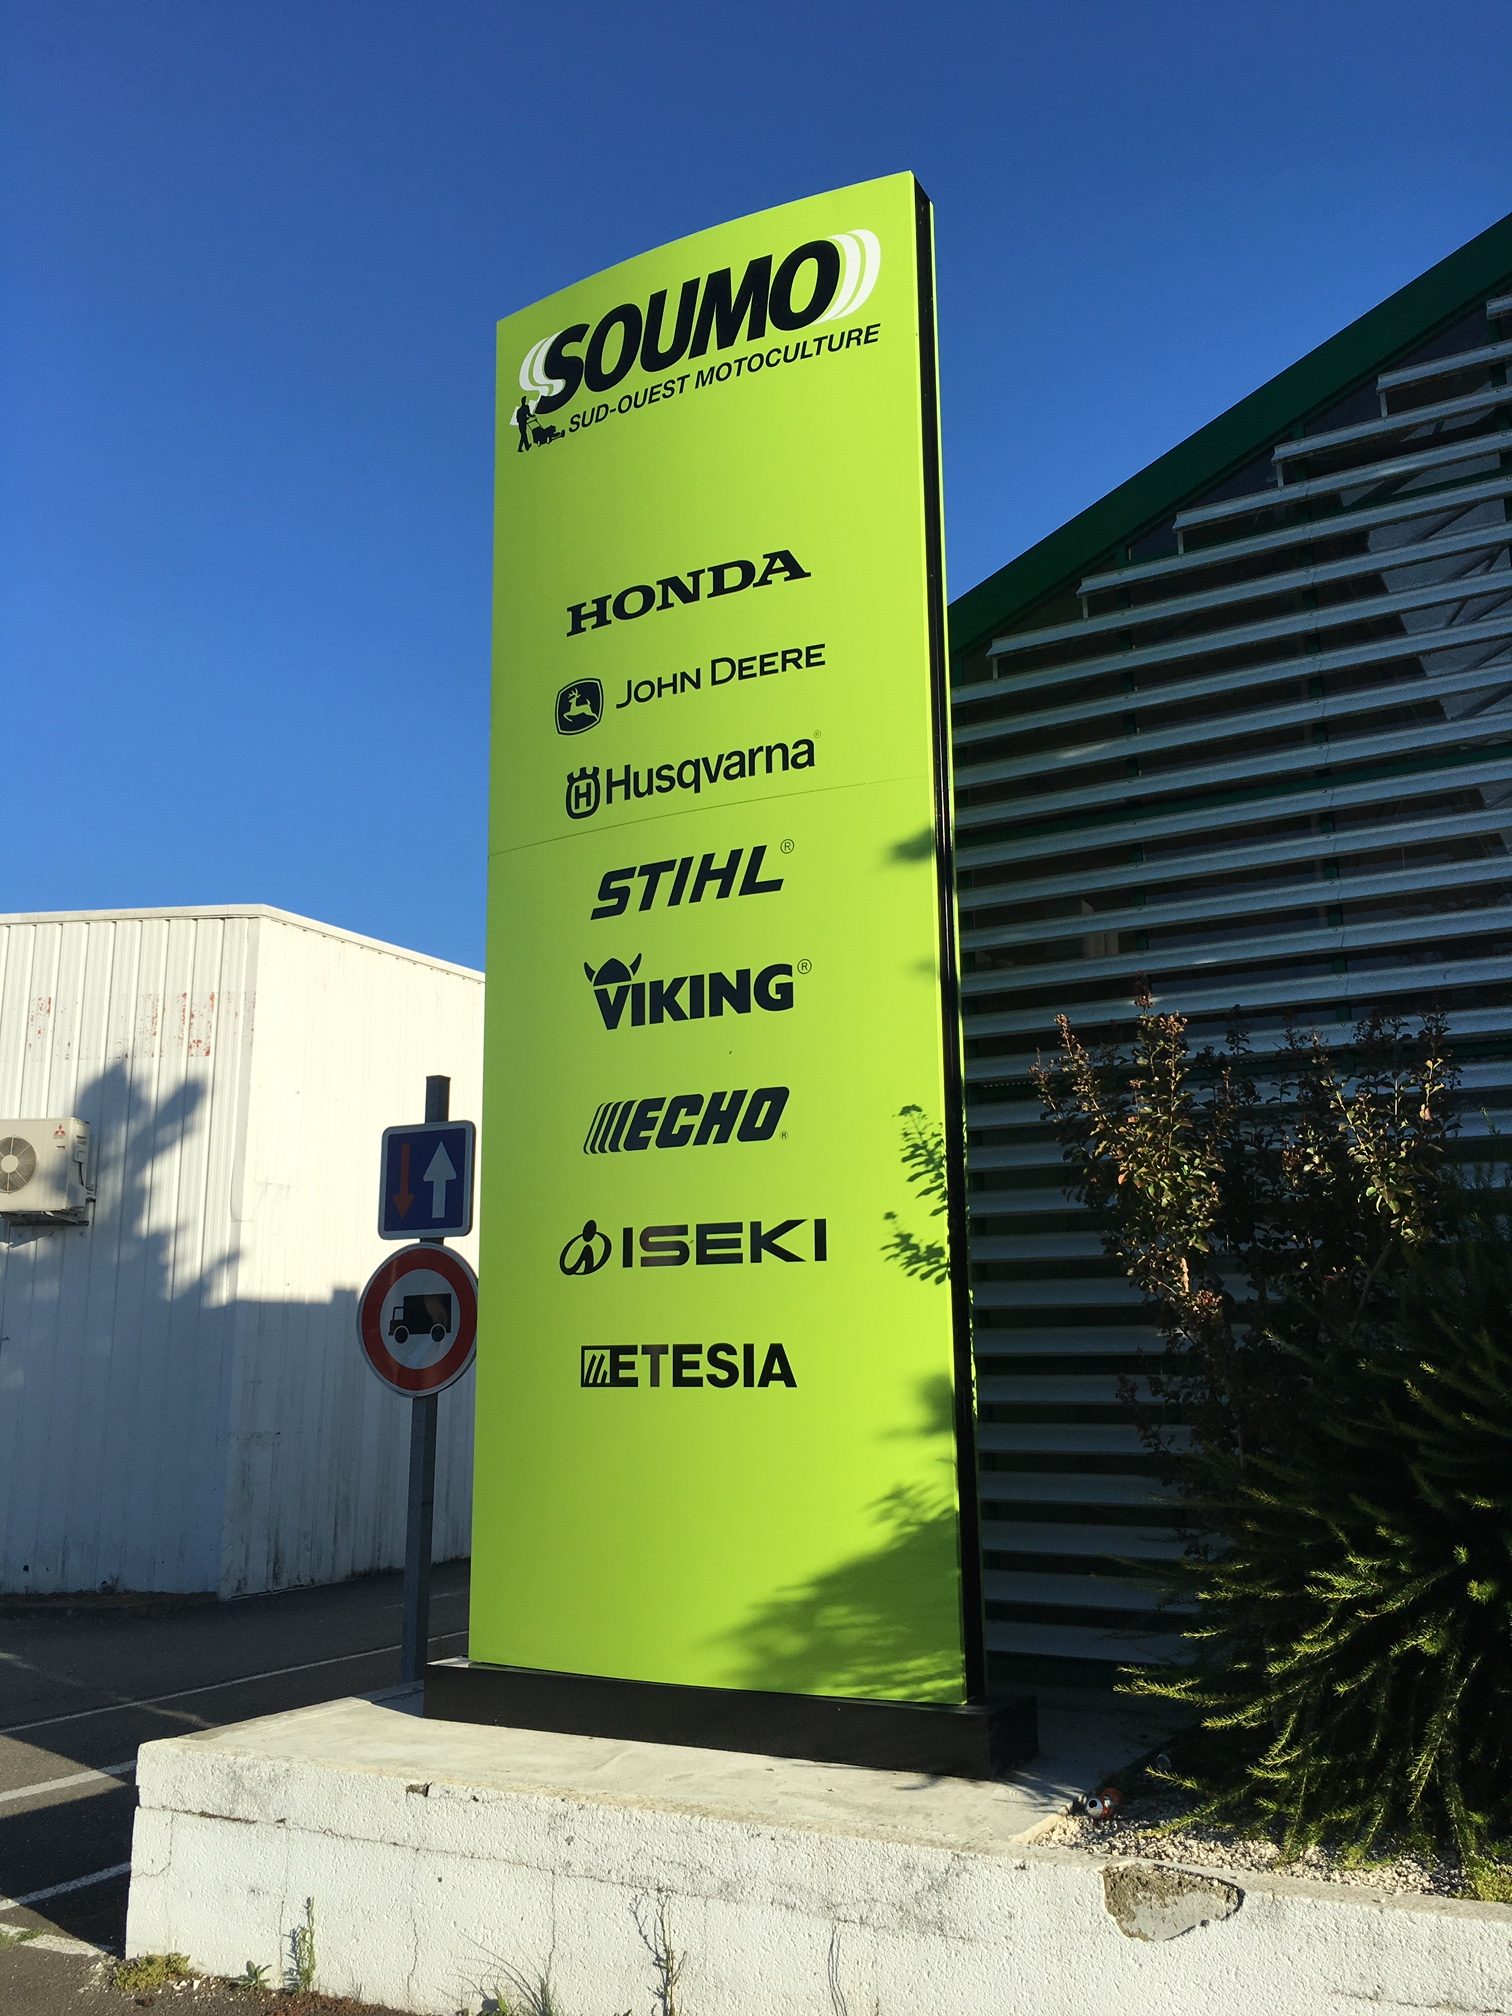 SOUMO
SUD-OUEST MOTOCULTURE
HONDA
JOHN DEERE
H Husqvarna®
STIHL®
VIKING®
ECHO®
ISEKI
ETESIA